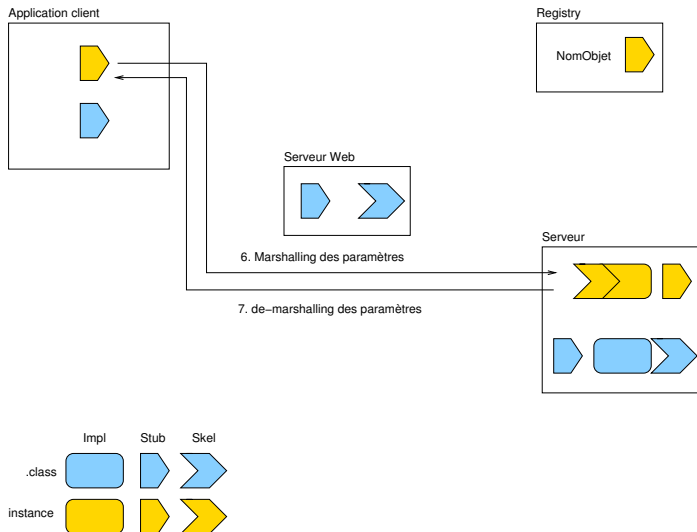 Application client
Registry
NomObjet
Serveur Web
6. Marshalling des paramètres
Serveur
7. de−marshalling des paramètres
Impl Stub Skel
.class
instance